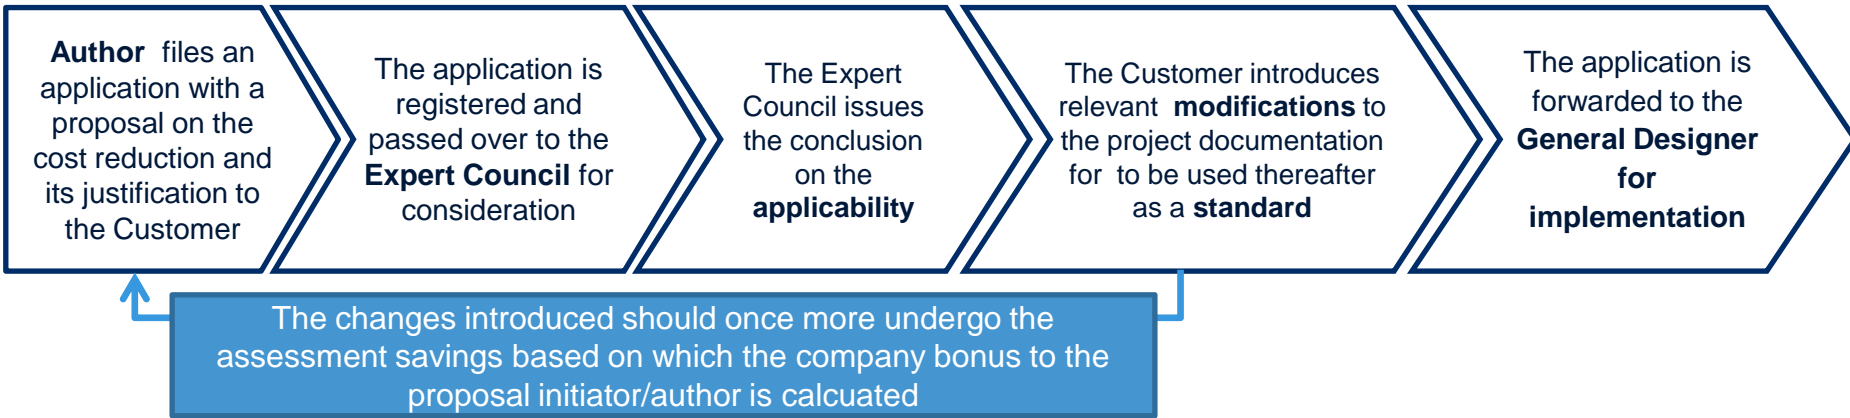 Author files an
application with a
proposal on the
cost reduction and
its justification to
the Customer
The application is
registered and
passed over to the
Expert Council for
consideration
The Expert
Council issues
the conclusion
on the
applicability
The Customer introduces
relevant modifications to
the project documentation
for to be used thereafter
as a standard
The application is
forwarded to the
General Designer
for
implementation
The changes introduced should once more undergo the
assessment savings based on which the company bonus to the
proposal initiator/author is calcuated